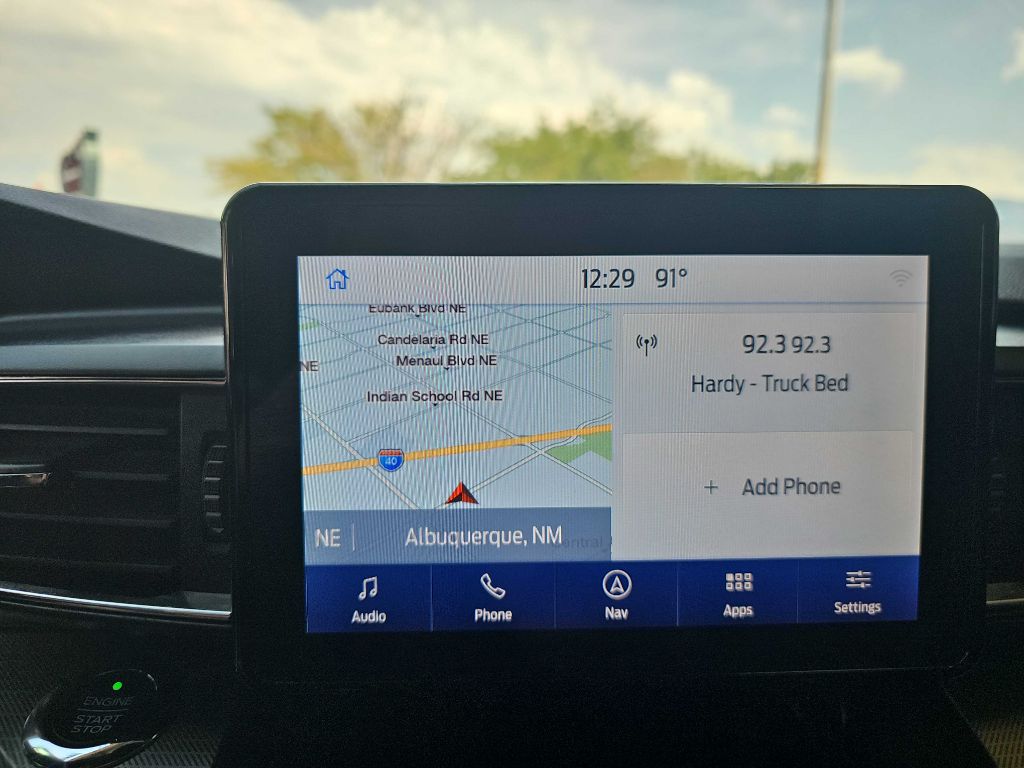 12:29 91°
Eubank Blvd NE
Candelaria Rd NE
NE
Menaul Blvd NE
Indian School Rd NE
40
NE
Albuquerque, NM
Central
92.3 92.3
Hardy - Truck Bed
+ Add Phone
Audio
Phone
Nav
Apps
Settings
ENGINE
START
STOP